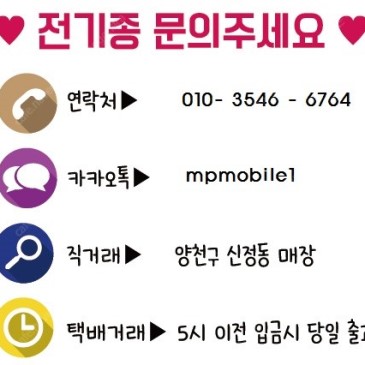 ♥ 전기종 문의주세요 ♥
연락처▶ 010- 3546 - 6764
카카오톡▶ mpmobile1
직거래▶ 양천구 신정동 매장
택배거래▶ 5시 이전 입금시 당일 출고